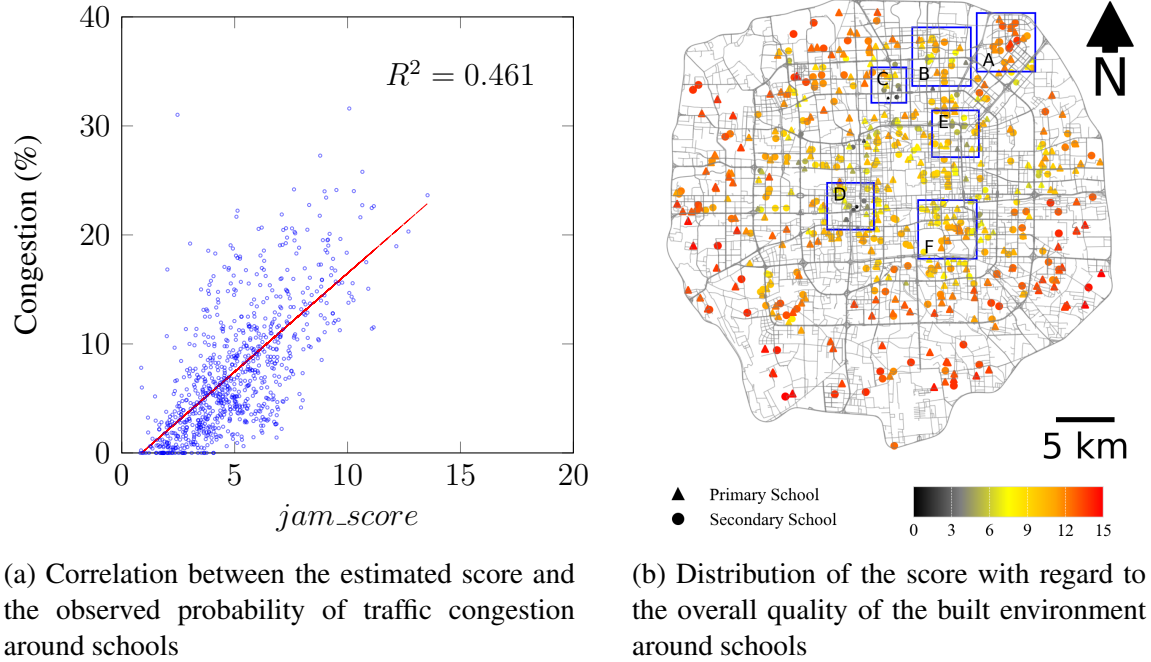 40
30
20
10
0
Congestion (%)
R² = 0.461
0 5 10 15 20
jam_score
A
B
C
E
D
F
N
5 km
Primary School
Secondary School
0 3 6 9 12 15
(a) Correlation between the estimated score and
the observed probability of traffic congestion
around schools
(b) Distribution of the score with regard to
the overall quality of the built environment
around schools